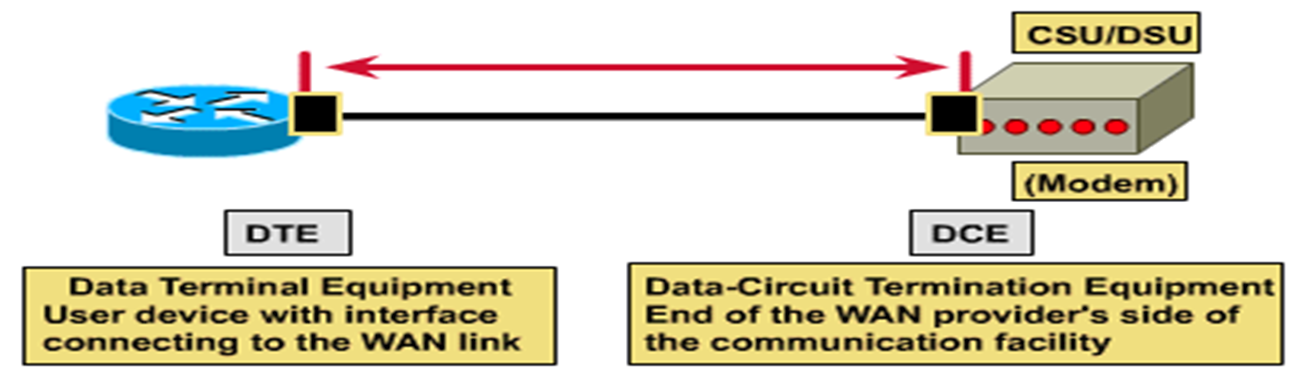 CSU/DSU
(Modem)
DTE
DCE
Data Terminal Equipment
User device with interface
connecting to the WAN link
Data-Circuit Termination Equipment
End of the WAN provider's side of
the communication facility